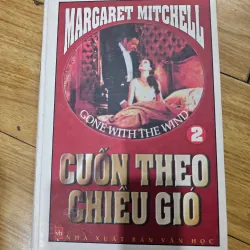 MARGARET MITCHELL
GONE WITH THE WIND
2
CUỐN THEO
CHIỀU GIÓ
NHÀ XUẤT BẢN VĂN HỌC